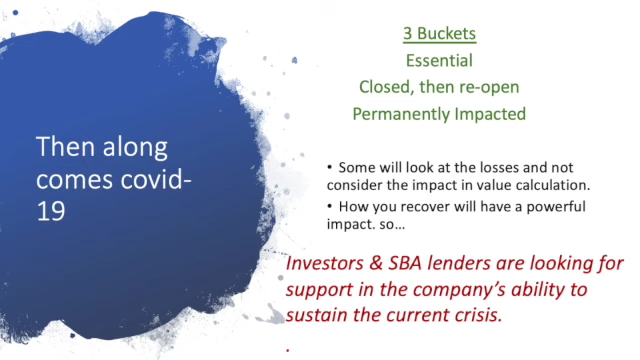 Then along
comes covid-
19
3 Buckets
Essential
Closed, then re-open
Permanently Impacted
• Some will look at the losses and not
consider the impact in value calculation.
• How you recover will have a powerful
impact. so…
Investors & SBA lenders are looking for
support in the company’s ability to
sustain the current crisis.
.